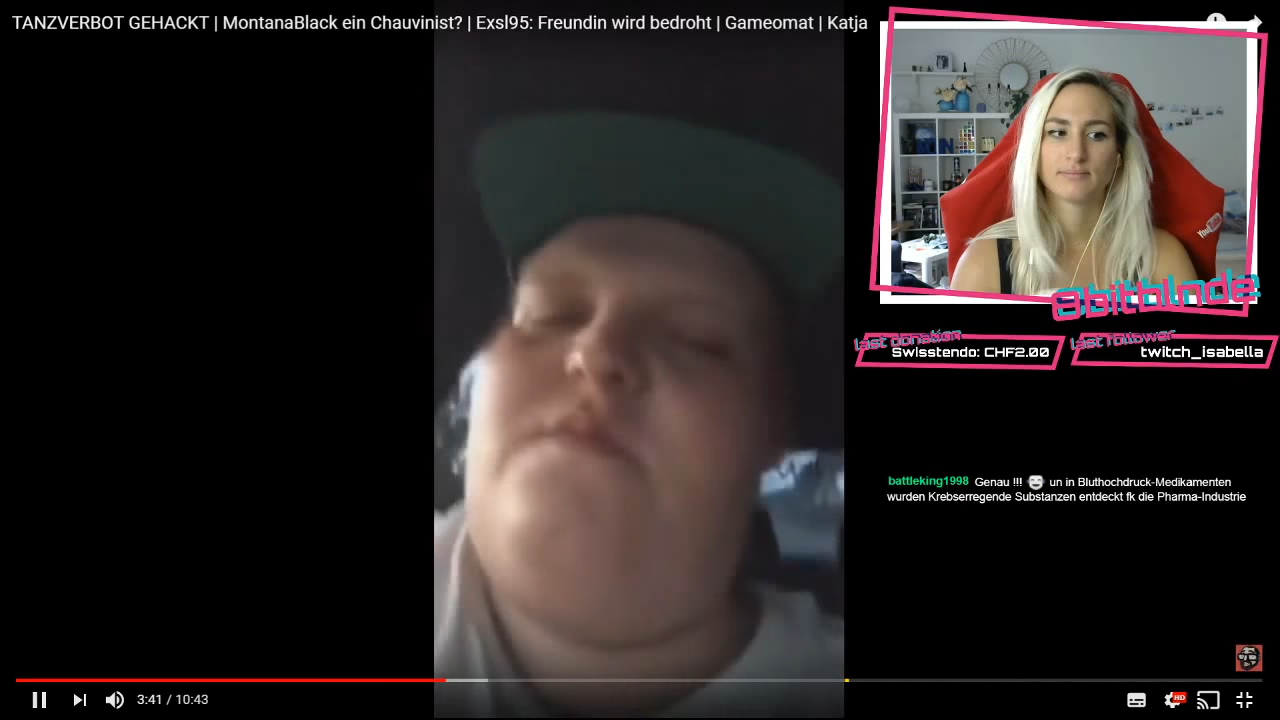 TANZVERBOT GEHACKT | MontanaBlack ein Chauvinist? | Exsl95: Freundin wird bedroht | Gameomat | Katja
YouTube
8bitblnde
last donation
Swisstendo: CHF2.00
last follower
twitch_isabella
battleking1998 Genau !!! un in Bluthochdruck-Medikamenten
wurden Krebserregende Substanzen entdeckt fk die Pharma-Industrie
3:41 / 10:43
HD